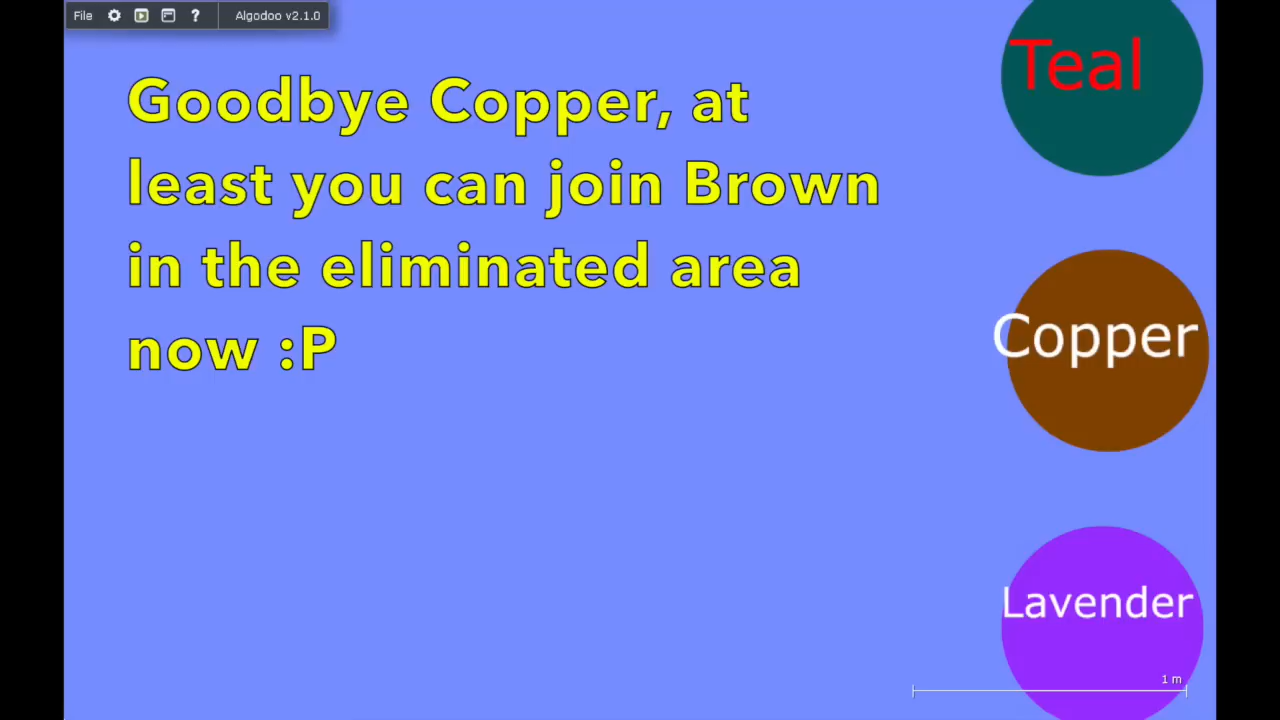 File ? Algodoo v2.1.0
Goodbye Copper, at
least you can join Brown
in the eliminated area
now :P
Teal
Copper
Lavender
1 m